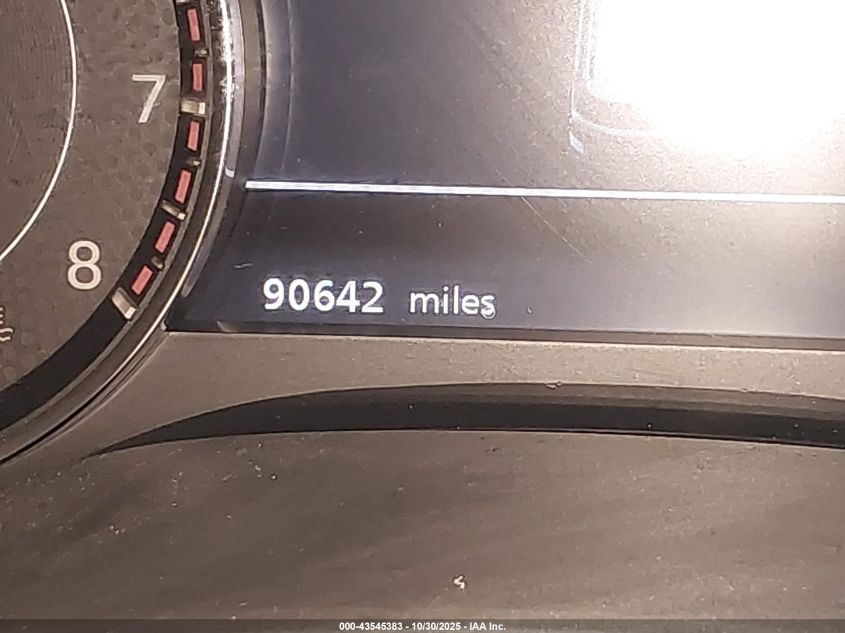 7
8
90642 miles
000-43545383 - 10/30/2025 - IAA Inc.